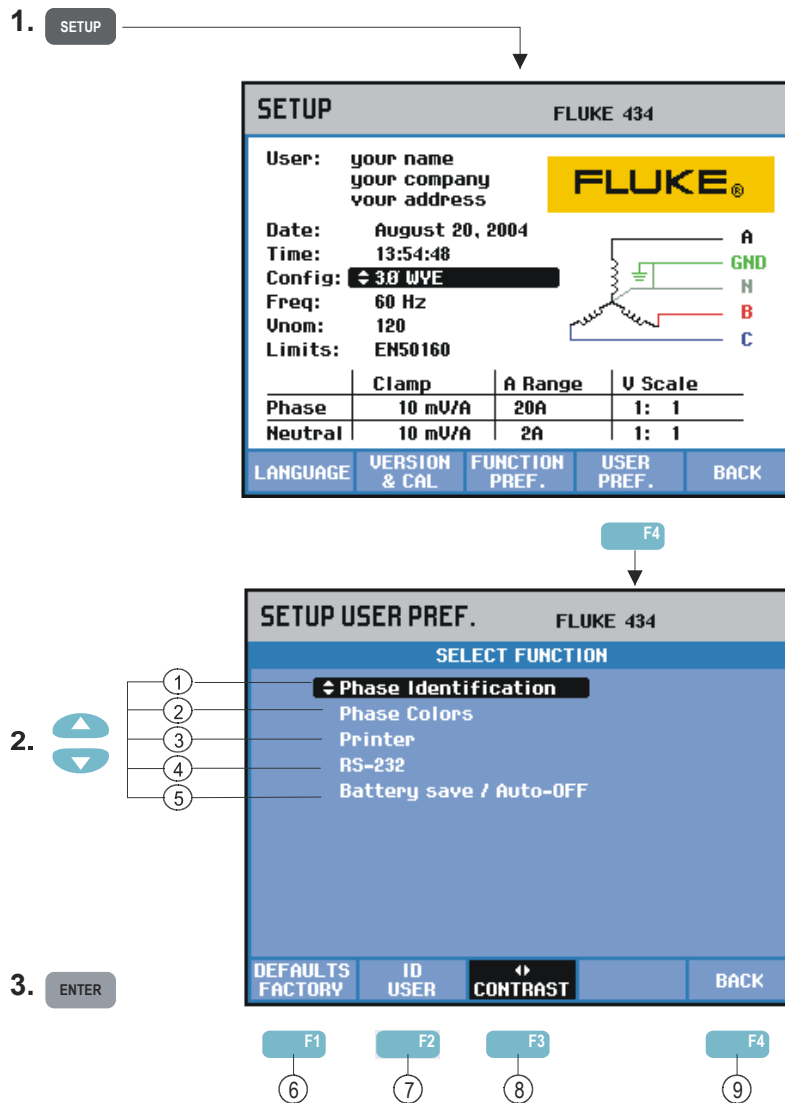 1. SETUP
SETUP FLUKE 434
User: your name
your company
your address
FLUKE®
Date: August 20, 2004
Time: 13:54:48
Config: 3Ø WYE
Freq: 60 Hz
Vnom: 120
Limits: EN50160
A
GND
N
B
C
Clamp A Range V Scale
Phase 10 mV/A 20A 1: 1
Neutral 10 mV/A 2A 1: 1
LANGUAGE VERSION & CAL FUNCTION PREF. USER PREF. BACK
F4
SETUP USER PREF. FLUKE 434
SELECT FUNCTION
1 Phase Identification
2 Phase Colors
2.
3 Printer
4 RS-232
5 Battery save / Auto-OFF
3. ENTER
DEFAULTS FACTORY ID USER CONTRAST BACK
F1 F2 F3 F4
6 7 8 9